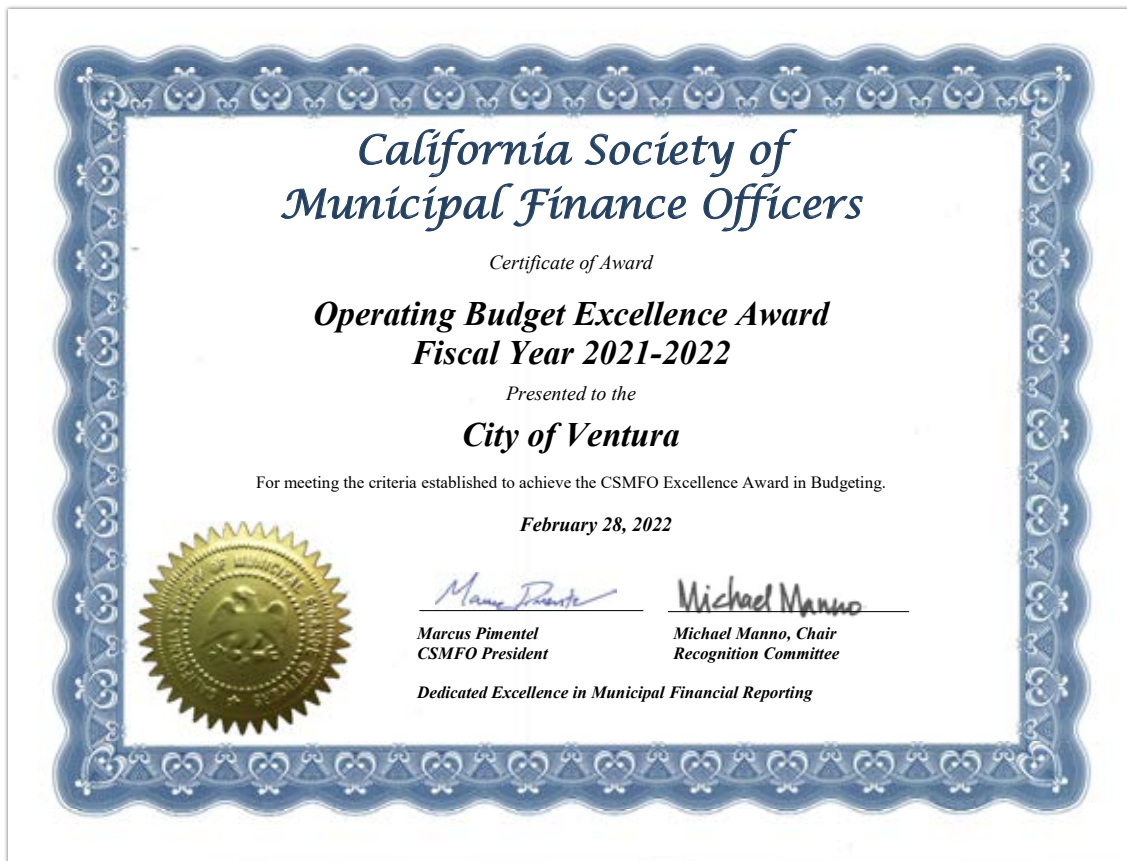 California Society of
Municipal Finance Officers
Certificate of Award
Operating Budget Excellence Award
Fiscal Year 2021-2022
Presented to the
City of Ventura
For meeting the criteria established to achieve the CSMFO Excellence Award in Budgeting.
February 28, 2022
Michael Manno
Marcus Pimentel
CSMFO President
Michael Manno, Chair
Recognition Committee
Dedicated Excellence in Municipal Financial Reporting